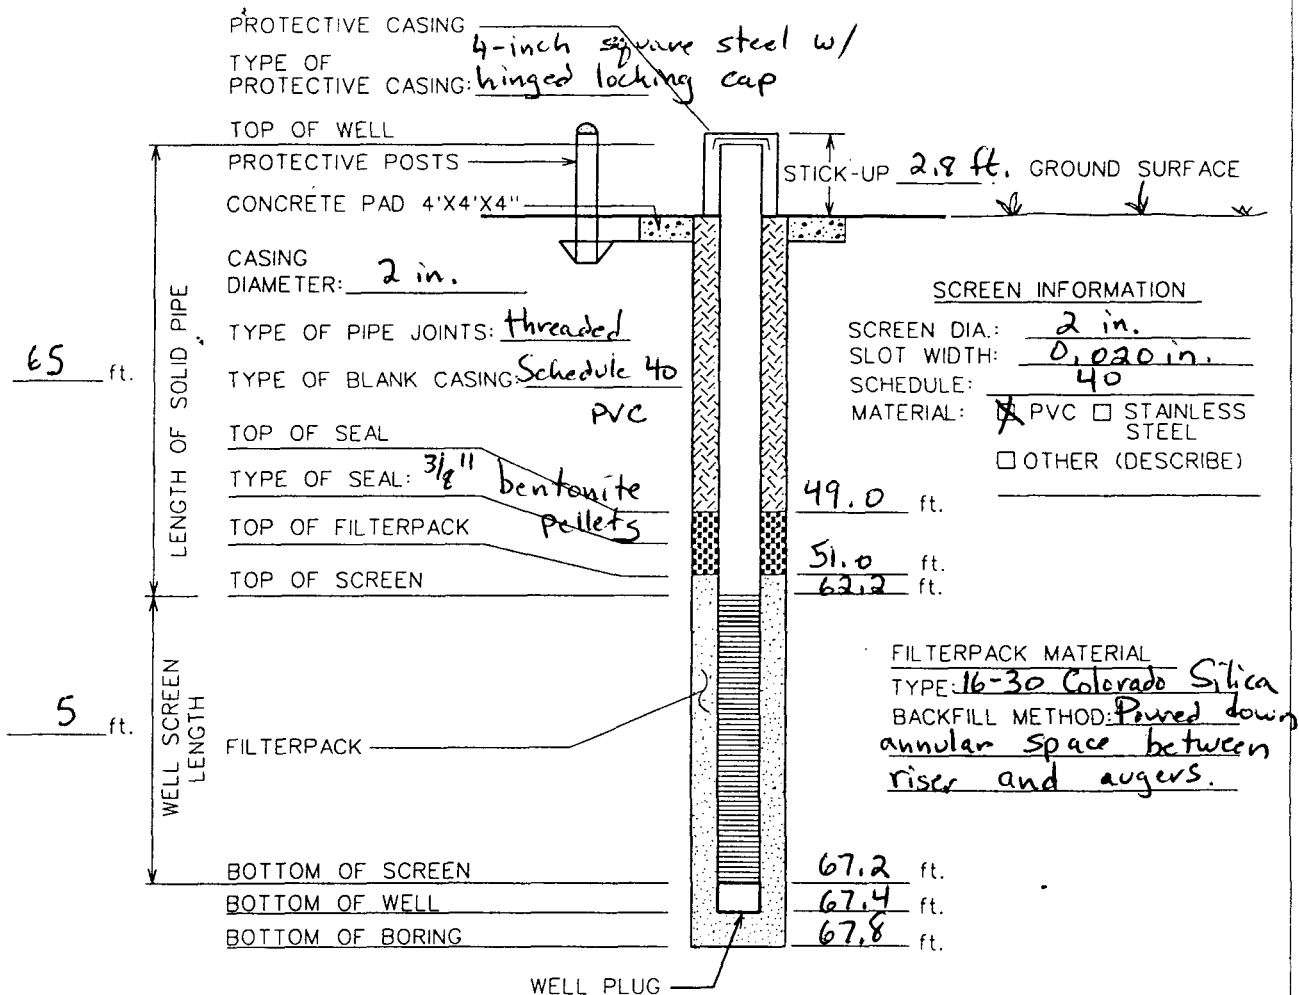 PROTECTIVE CASING
4-inch square steel w/
TYPE OF
PROTECTIVE CASING: hinged locking cap
TOP OF WELL
PROTECTIVE POSTS
STICK-UP 2.8 ft. GROUND SURFACE
CONCRETE PAD 4'X4'X4"
CASING
DIAMETER: 2 in.
SCREEN INFORMATION
TYPE OF PIPE JOINTS: threaded
SCREEN DIA.: 2 in.
SLOT WIDTH: 0.020 in.
65 ft.
LENGTH OF SOLID PIPE
TYPE OF BLANK CASING: Schedule 40
PVC
SCHEDULE: 40
MATERIAL: PVC STAINLESS
STEEL
OTHER (DESCRIBE)
TOP OF SEAL
TYPE OF SEAL: 3/8" bentonite
pellets
49.0 ft.
TOP OF FILTERPACK
51.0 ft.
TOP OF SCREEN
62.2 ft.
FILTERPACK MATERIAL
TYPE: 16-30 Colorado Silica
BACKFILL METHOD: Poured down
annular space between
riser and augers.
5 ft.
WELL SCREEN
LENGTH
FILTERPACK
BOTTOM OF SCREEN 67.2 ft.
BOTTOM OF WELL 67.4 ft.
BOTTOM OF BORING 67.8 ft.
WELL PLUG